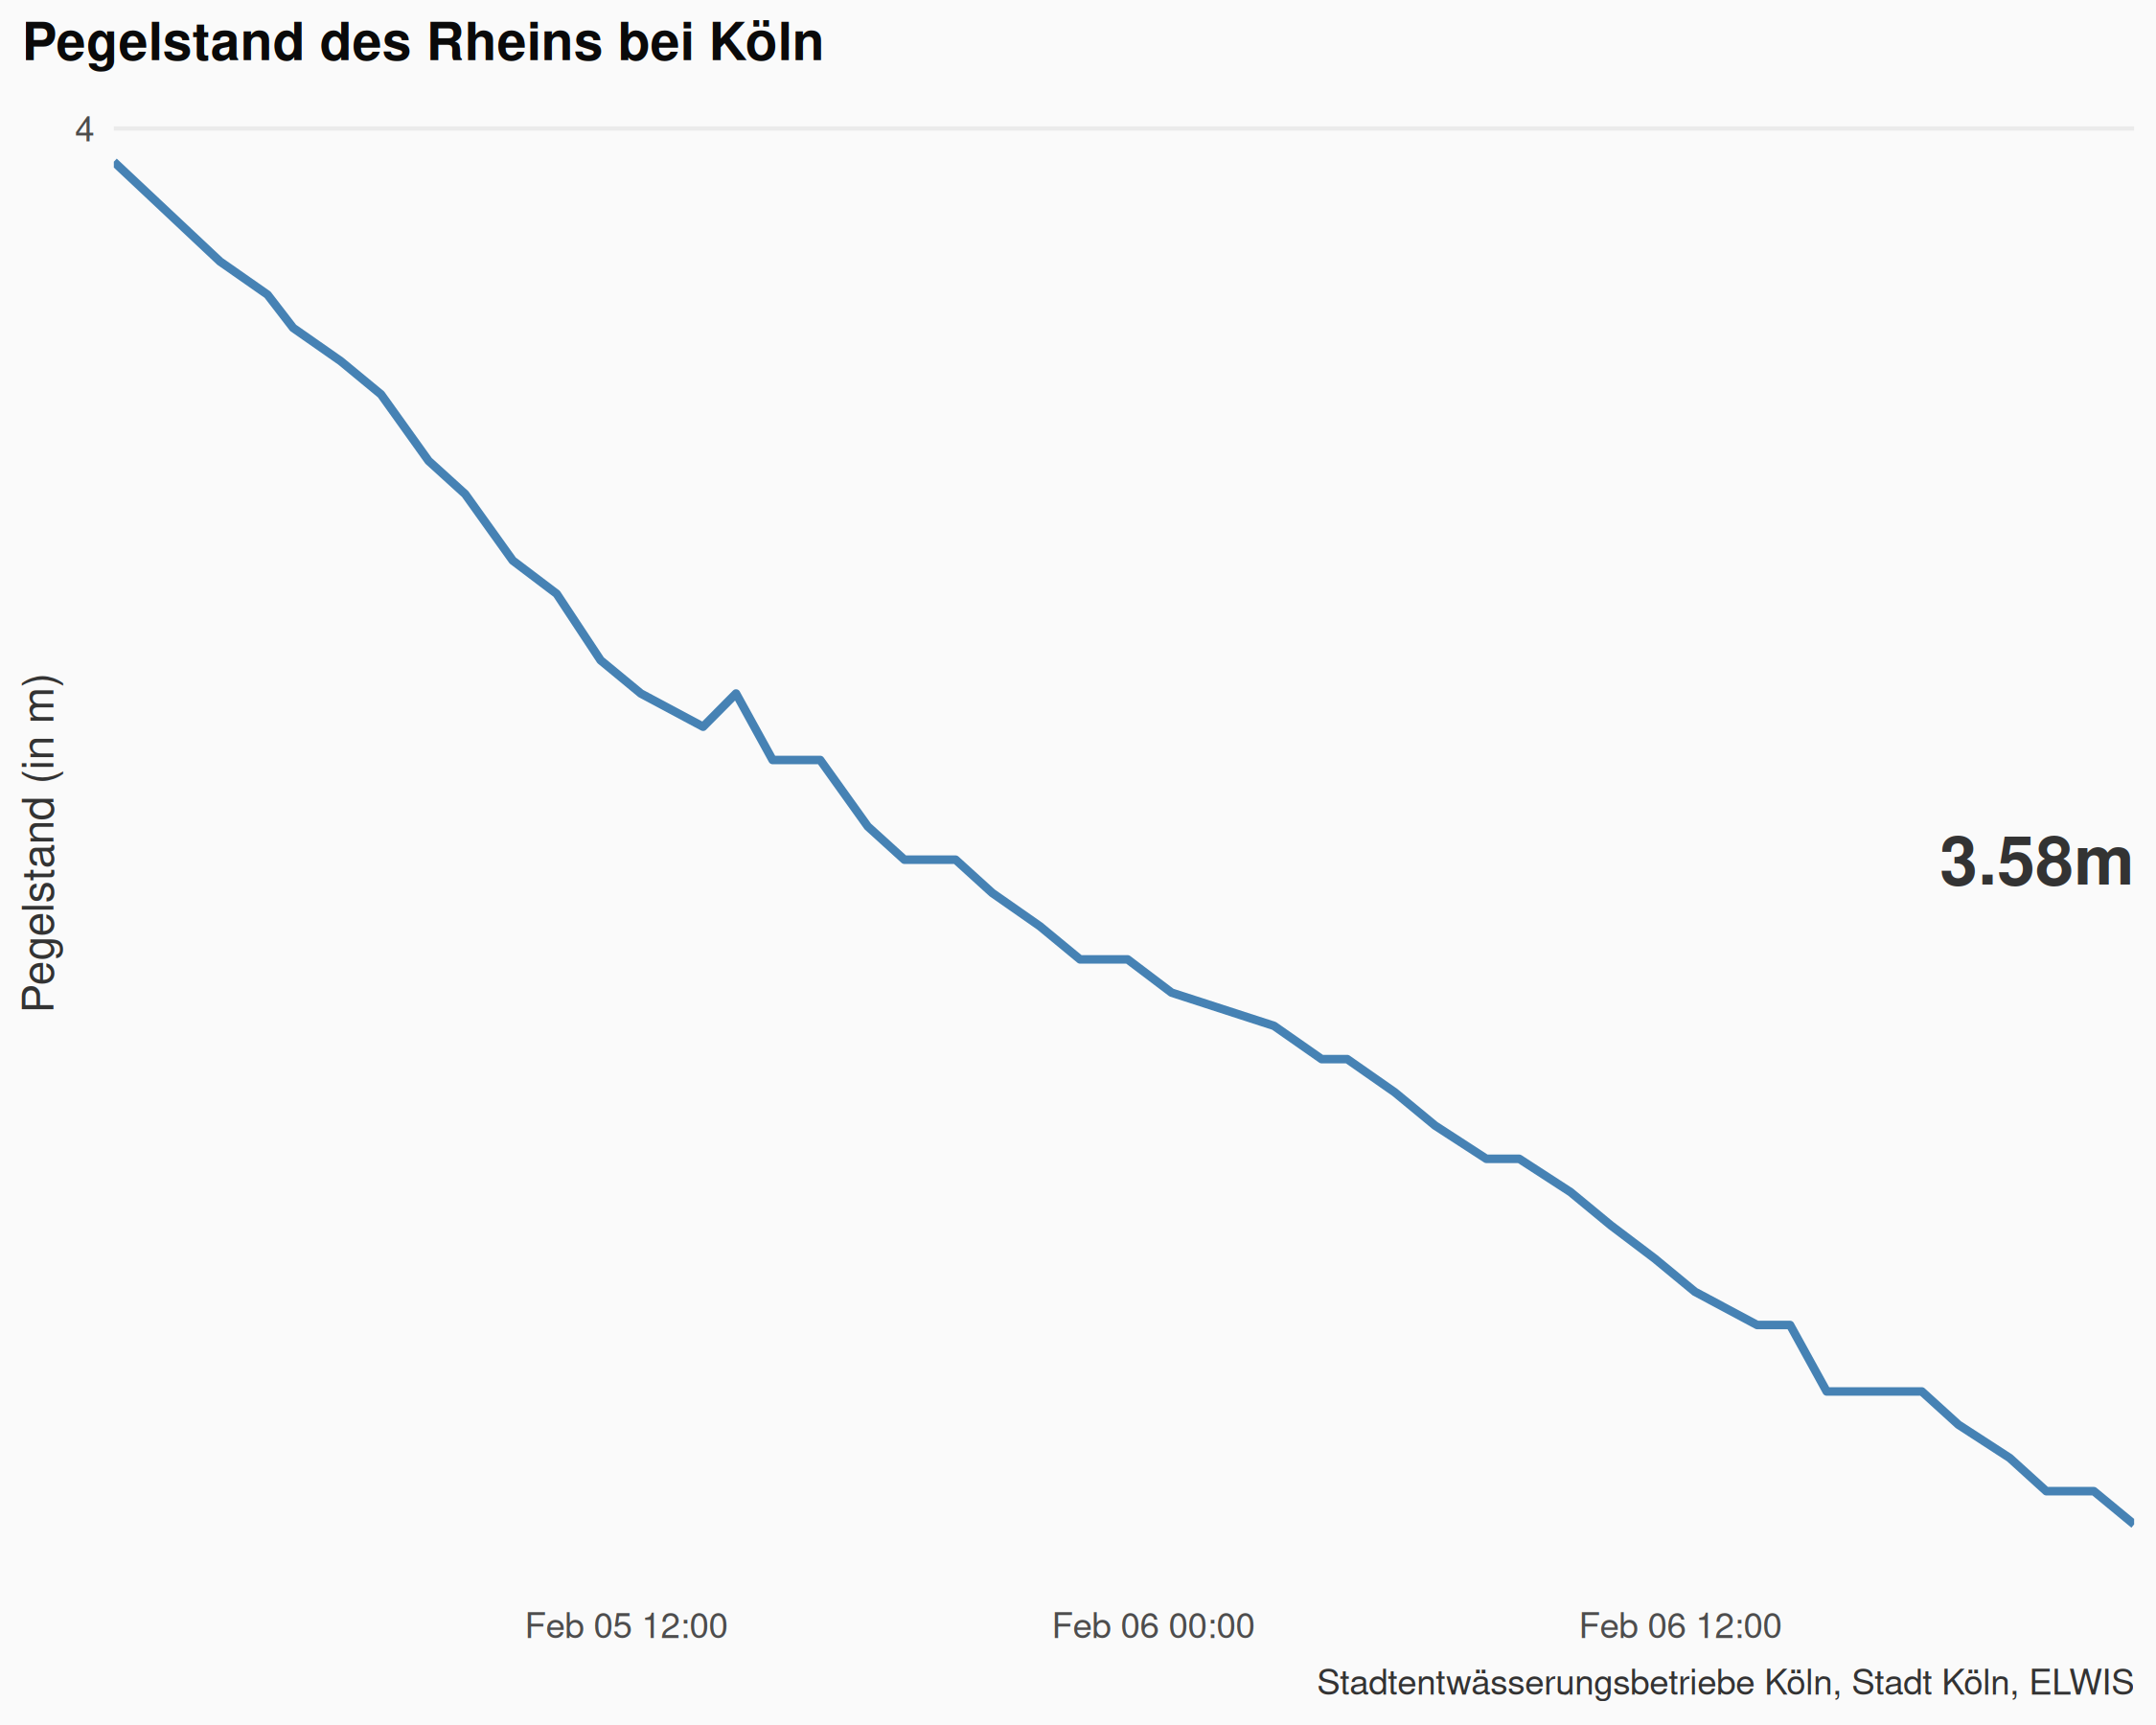 Pegelstand des Rheins bei Köln
4
Pegelstand (in m)
3.58m
Feb 05 12:00
Feb 06 00:00
Feb 06 12:00
Stadtentwässerungsbetriebe Köln, Stadt Köln, ELWIS